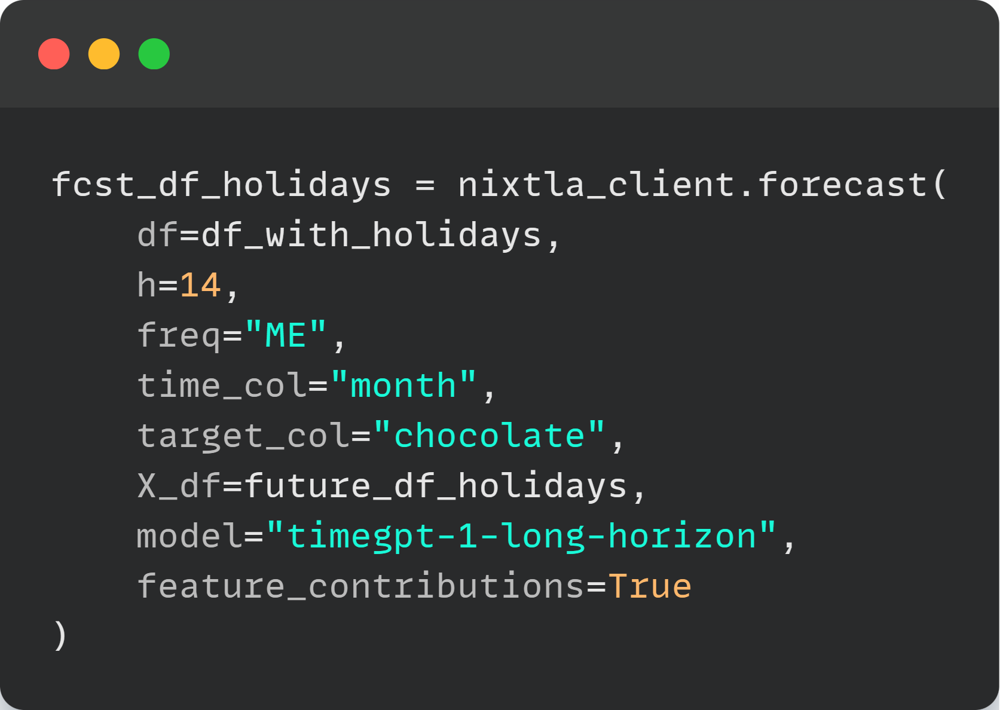 fcst_df_holidays = nixtla_client.forecast(
    df=df_with_holidays,
    h=14,
    freq="ME",
    time_col="month",
    target_col="chocolate",
    X_df=future_df_holidays,
    model="timegpt-1-long-horizon",
    feature_contributions=True
)